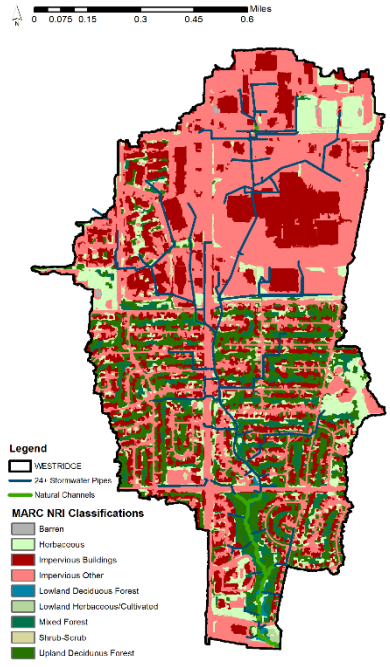 N
Miles
0 0.075 0.15 0.3 0.45 0.6
Legend
WESTRIDGE
24+ Stormwater Pipes
Natural Channels
MARC NRI Classifications
Barren
Herbaceous
Impervious Buildings
Impervious Other
Lowland Deciduous Forest
Lowland Herbaceous/Cultivated
Mixed Forest
Shrub-Scrub
Upland Deciduous Forest